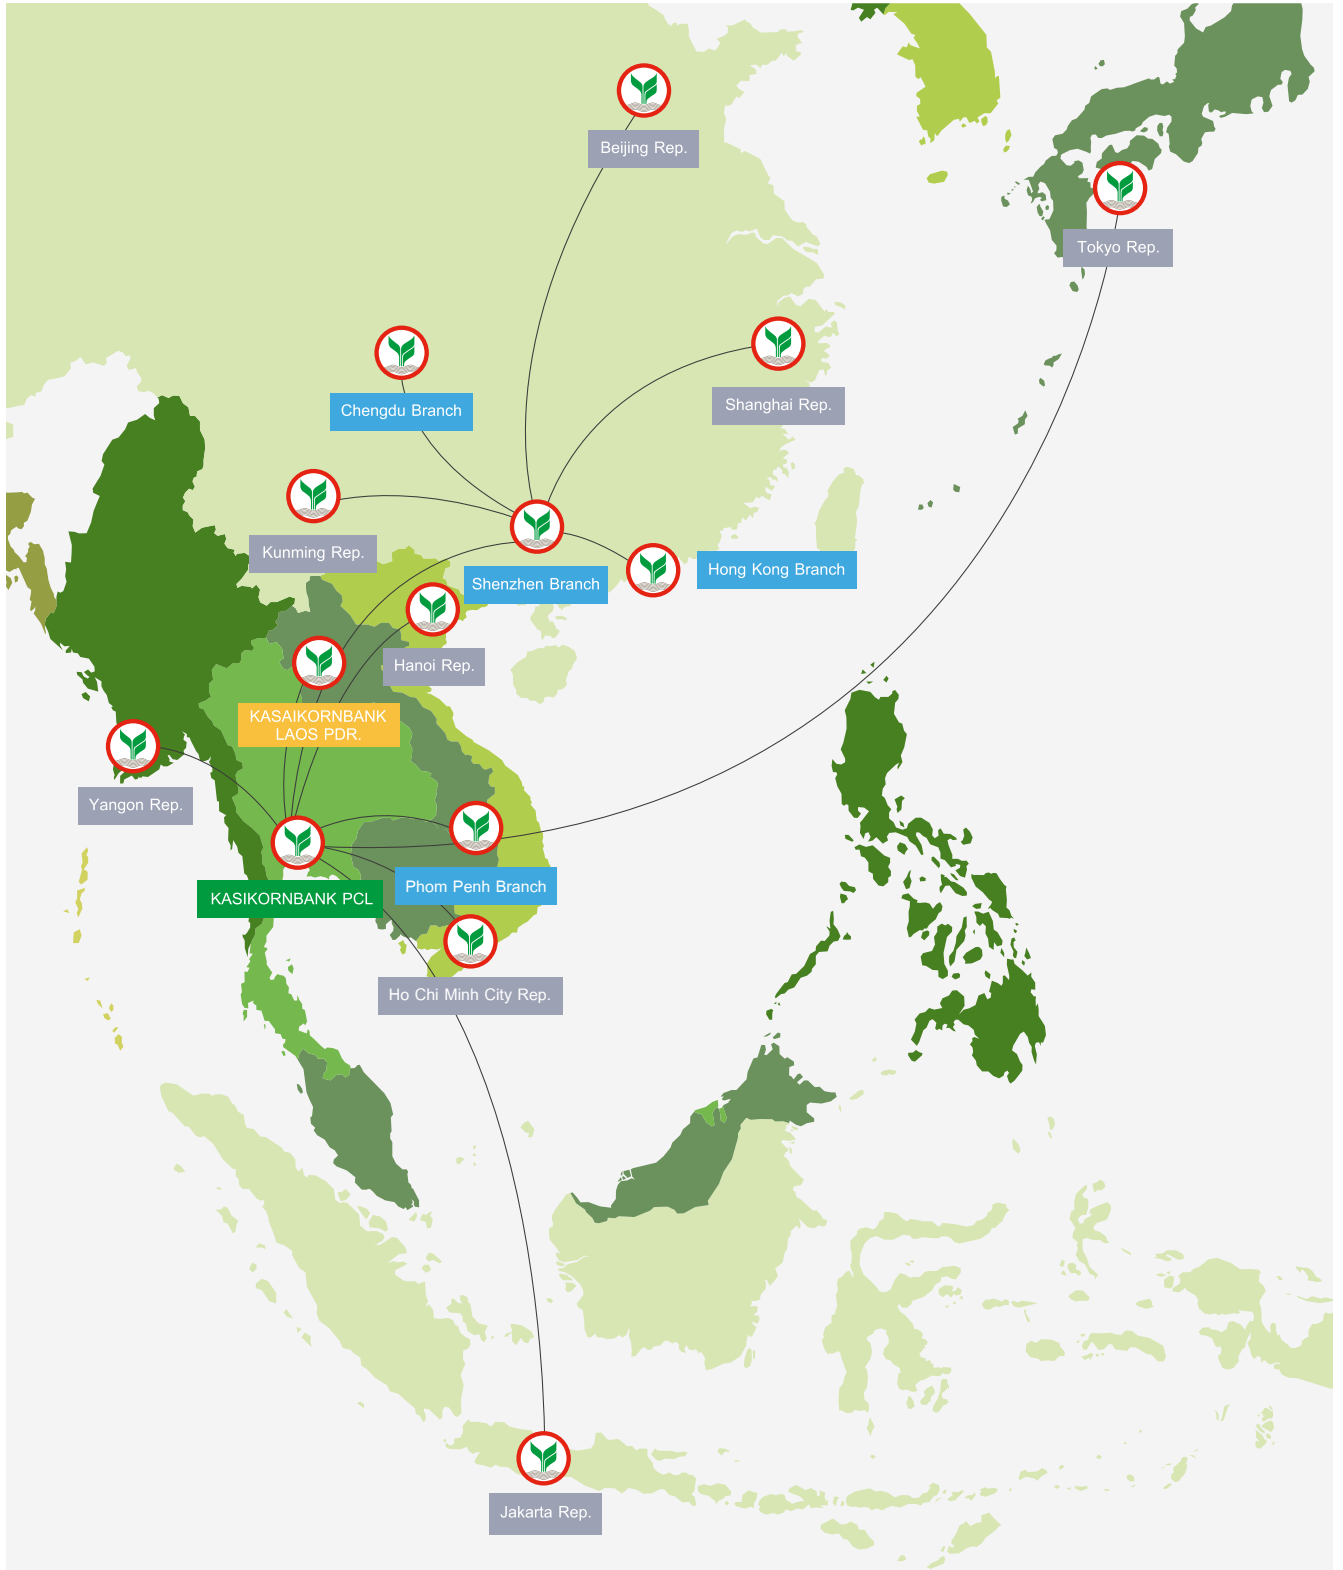 Beijing Rep.
Tokyo Rep.
Shanghai Rep.
Chengdu Branch
Kunming Rep.
Hong Kong Branch
Shenzhen Branch
Hanoi Rep.
KASAIKORNBANK
LAOS PDR.
Yangon Rep.
Phom Penh Branch
KASIKORNBANK PCL
Ho Chi Minh City Rep.
Jakarta Rep.